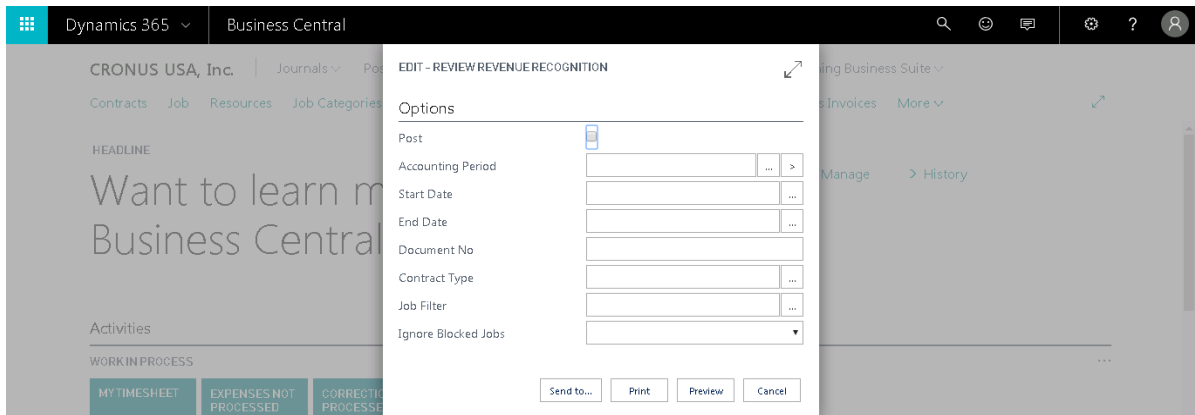 Dynamics 365 Business Central ?
CRONUS USA, Inc. Journals EDIT - REVIEW REVENUE RECOGNITION Business Suite
Contracts Job Resources Job Categories Invoices More
Options
HEADLINE
Post
Accounting Period ... >
Want to learn Manage > History
Start Date ...
End Date ...
Business Central
Document No
Contract Type ...
Job Filter ...
Activities
Ignore Blocked Jobs
WORK IN PROCESS ...
MY TIMESHEET EXPENSES NOT PROCESSED
Send to... Print Preview Cancel